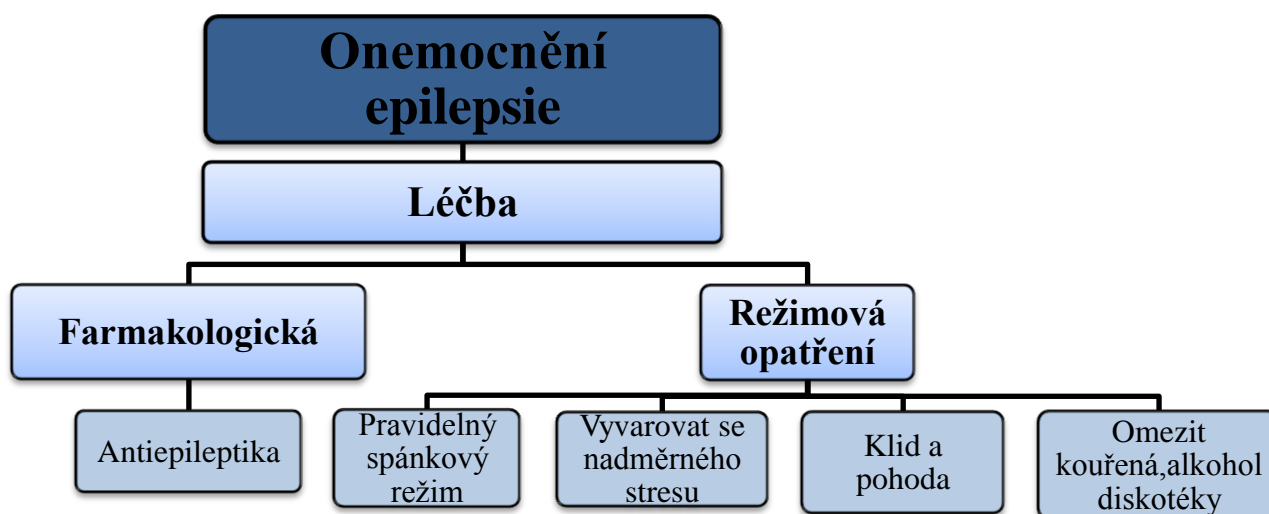 Onemocnění
epilepsie
Léčba
Farmakologická
Režimová
opatření
Antiepileptika
Pravidelný
spánkový
režim
Vyvarovat se
nadměrného
stresu
Klid a
pohoda
Omezit
kouřená,alkohol
diskotéky